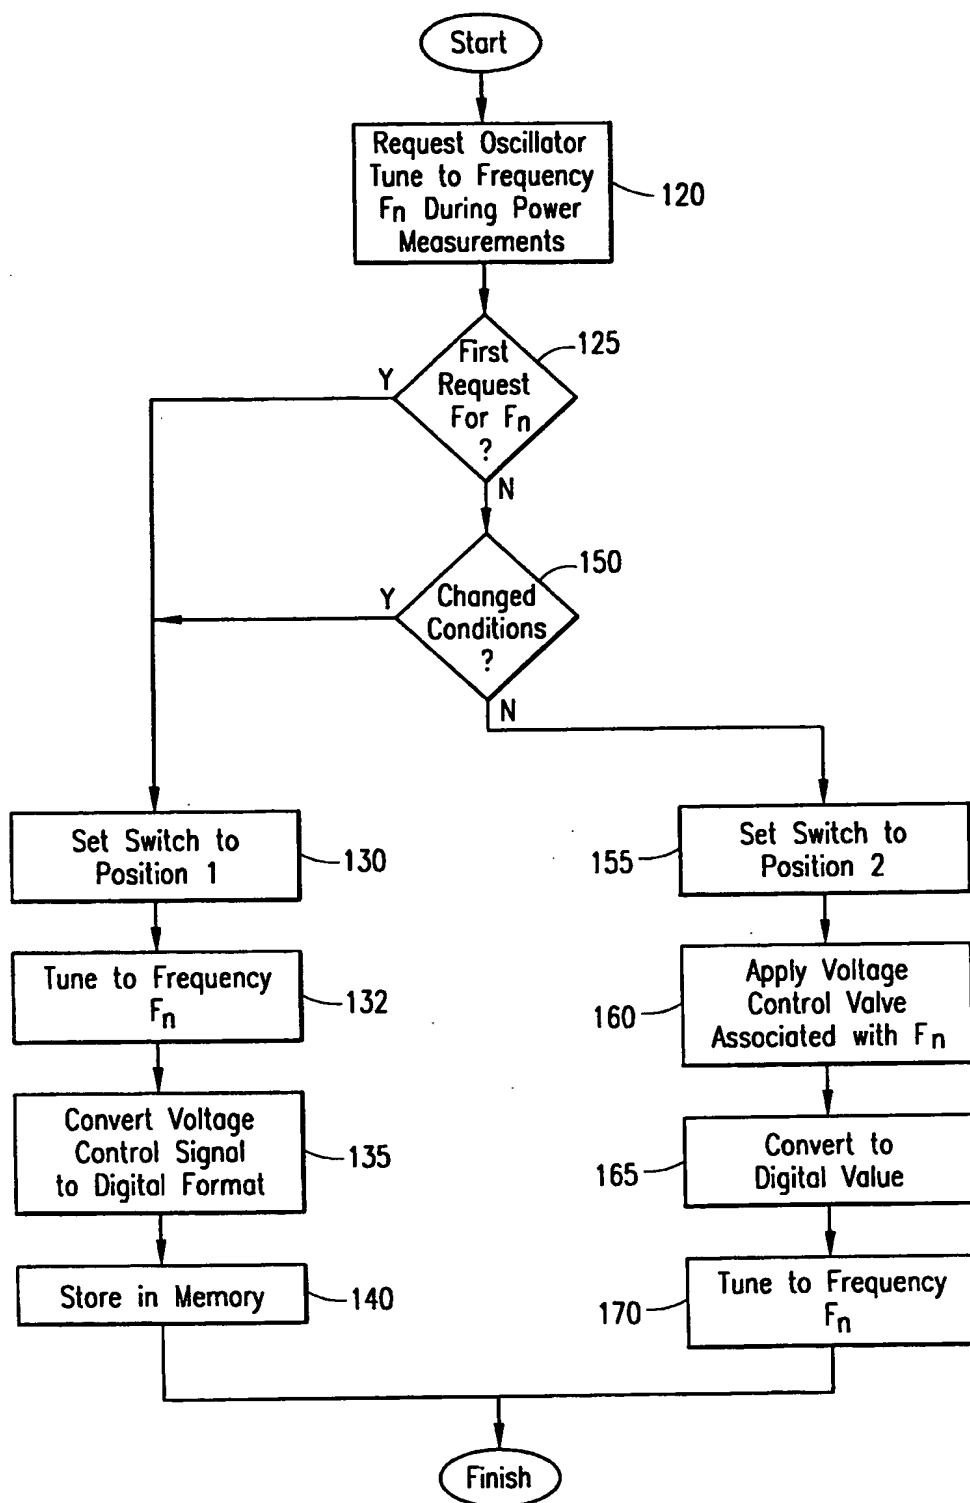 Start
Request Oscillator
Tune to Frequency
Fn During Power
Measurements
120
First
Request
For Fn
?
125
Y
N
Changed
Conditions
?
150
Y
N
Set Switch to
Position 1
130
Tune to Frequency
Fn
132
Convert Voltage
Control Signal
to Digital Format
135
Store in Memory
140
Set Switch to
Position 2
155
Apply Voltage
Control Valve
Associated with Fn
160
Convert to
Digital Value
165
Tune to Frequency
Fn
170
Finish